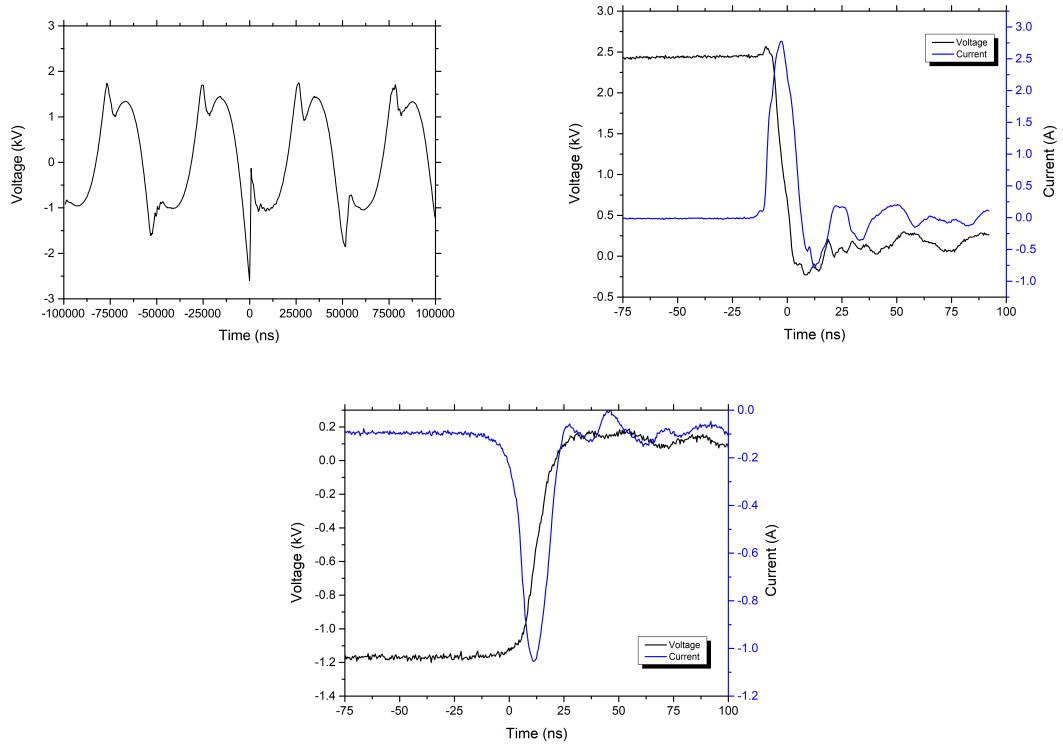 3
2
1
0
-1
-2
-3
Voltage (kV)
-100000 -75000 -50000 -25000 0 25000 50000 75000 100000
Time (ns)
3.0
2.5
2.0
1.5
1.0
0.5
0.0
-0.5
Voltage (kV)
Voltage
Current
3.0
2.5
2.0
1.5
1.0
0.5
0.0
-0.5
-1.0
Current (A)
-75 -50 -25 0 25 50 75 100
Time (ns)
0.2
0.0
-0.2
-0.4
-0.6
-0.8
-1.0
-1.2
-1.4
Voltage (kV)
Voltage
Current
0.0
-0.2
-0.4
-0.6
-0.8
-1.0
-1.2
Current (A)
-75 -50 -25 0 25 50 75 100
Time (ns)